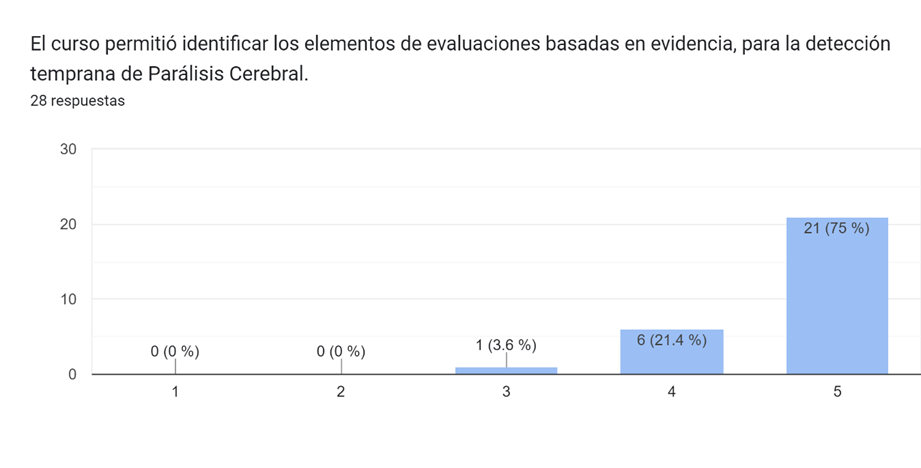 El curso permitió identificar los elementos de evaluaciones basadas en evidencia, para la detección
temprana de Parálisis Cerebral.
28 respuestas
30
20
10
0
0 (0 %)
0 (0 %)
1 (3.6 %)
6 (21.4 %)
21 (75 %)
1
2
3
4
5